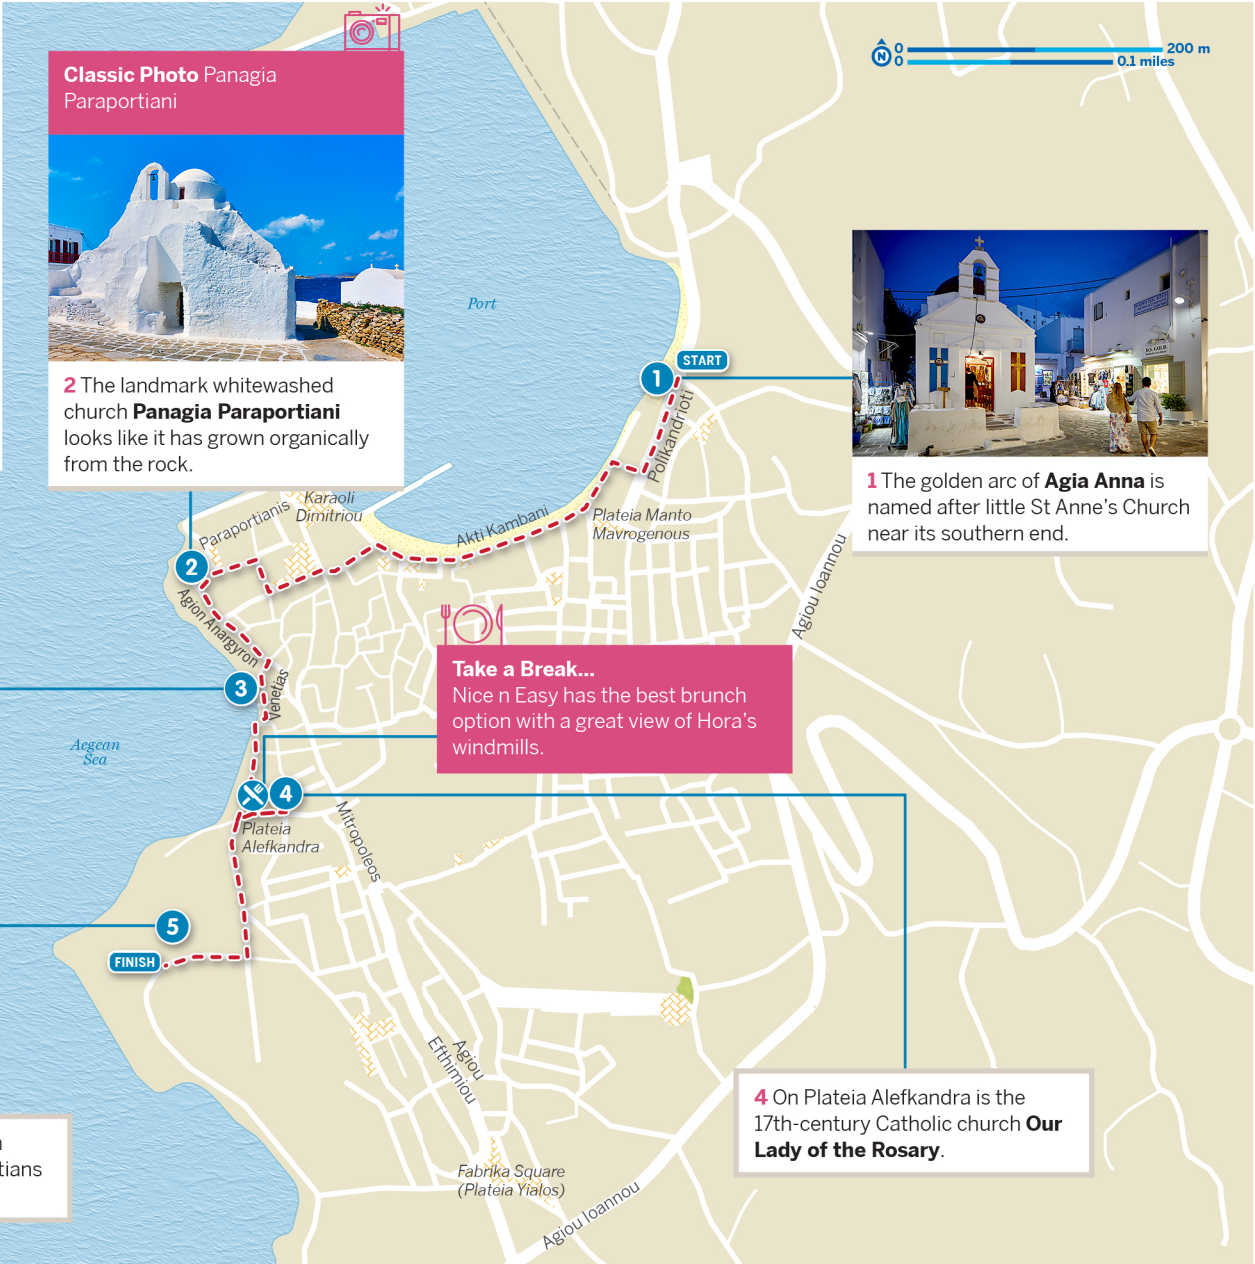 Classic Photo Panagia
Paraportiani
2 The landmark whitewashed
church Panagia Paraportiani
looks like it has grown organically
from the rock.
N
0
200 m
0
0.1 miles
Port
START
1
Polikandrioti
1 The golden arc of Agia Anna is
named after little St Anne's Church
near its southern end.
Karaoli
Dimitriou
Paraportianis
Akti Kambani
Plateia Manto
Mavrogenous
Agiou Ioannou
2
Agion Anargyron
3
Venetias
Take a Break...
Nice n Easy has the best brunch
option with a great view of Hora's
windmills.
Aegean
Sea
4
Plateia
Alefkandra
Mitropoleos
5
FINISH
Agiou
Efthimiou
4 On Plateia Alefkandra is the
17th-century Catholic church Our
Lady of the Rosary.
tians
Fabrika Square
(Plateia Yialos)
Agiou Ioannou